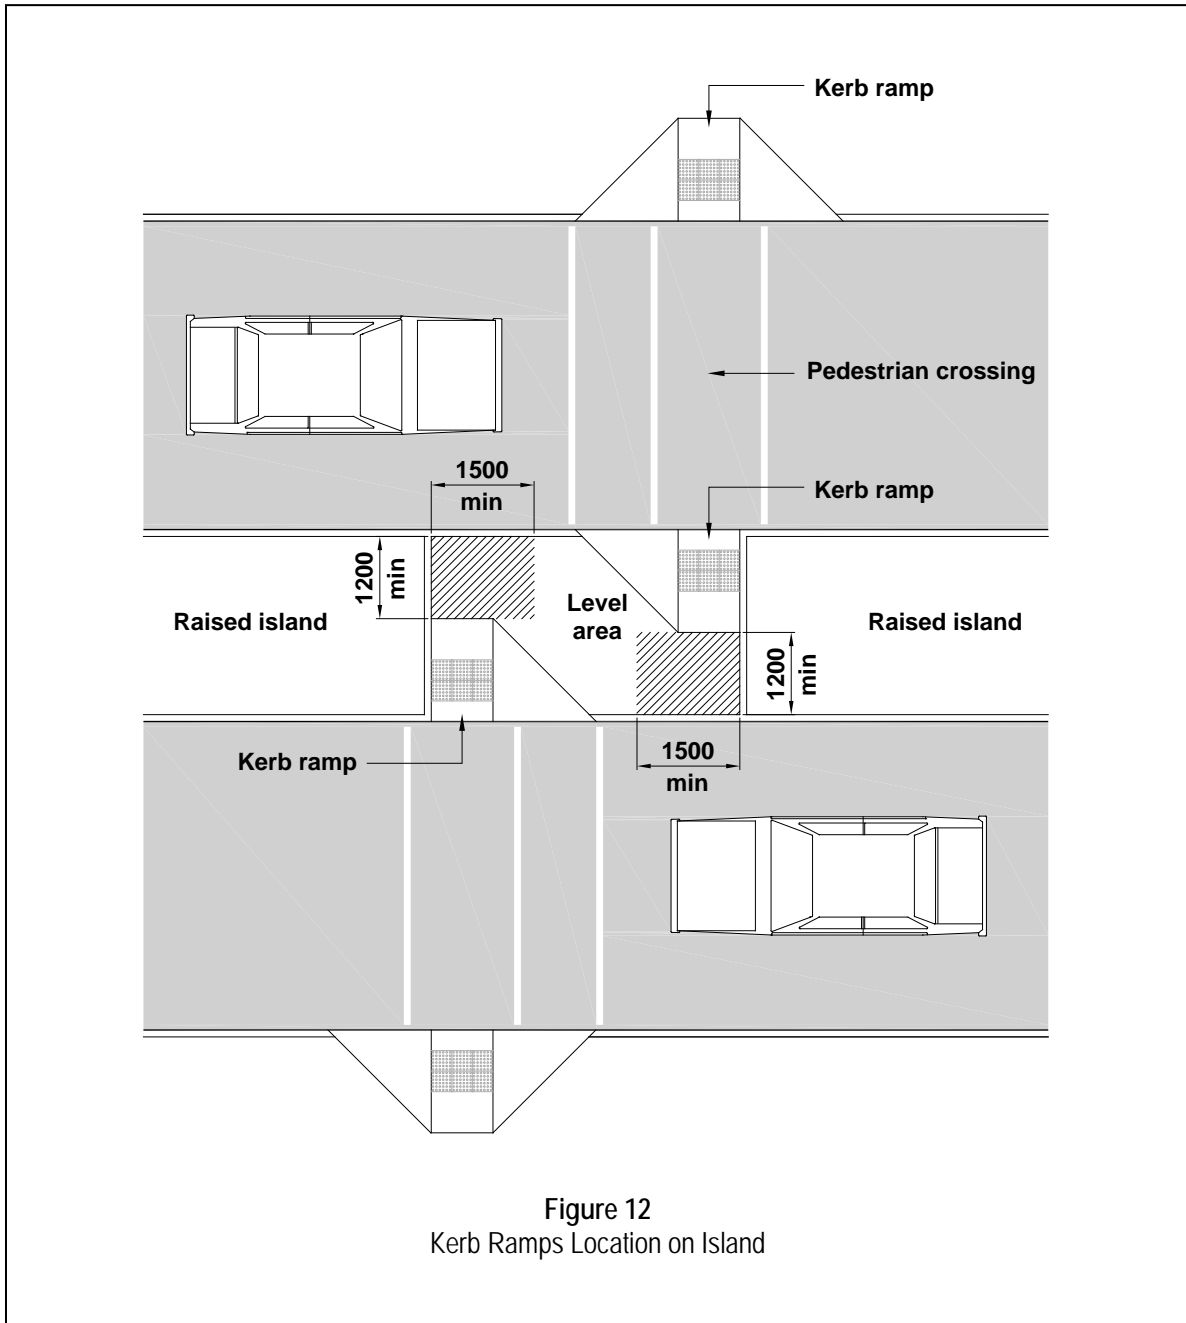 Kerb ramp
Pedestrian crossing
1500
min
Kerb ramp
1200
min
Raised island
Level
area
Raised island
1200
min
Kerb ramp
1500
min
Figure 12
Kerb Ramps Location on Island